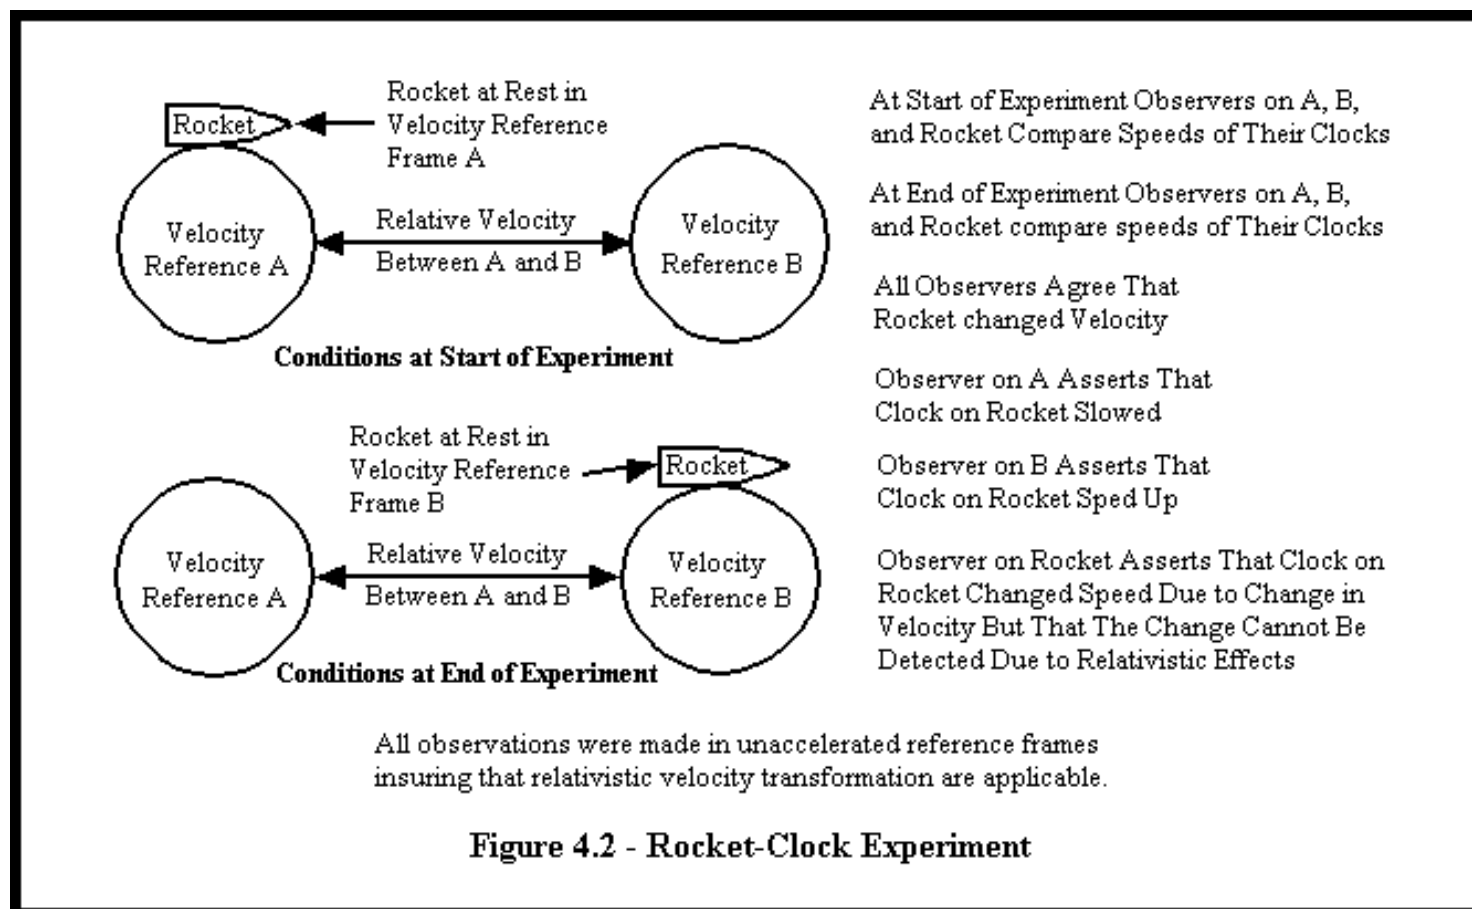 Rocket at Rest in
Velocity Reference
Frame A
Rocket
Velocity
Reference A
Relative Velocity
Between A and B
Velocity
Reference B
Conditions at Start of Experiment
Rocket at Rest in
Velocity Reference
Frame B
Rocket
Velocity
Reference A
Relative Velocity
Between A and B
Velocity
Reference B
Conditions at End of Experiment
At Start of Experiment Observers on A, B,
and Rocket Compare Speeds of Their Clocks
At End of Experiment Observers on A, B,
and Rocket compare speeds of Their Clocks
All Observers Agree That
Rocket changed Velocity
Observer on A Asserts That
Clock on Rocket Slowed
Observer on B Asserts That
Clock on Rocket Sped Up
Observer on Rocket Asserts That Clock on
Rocket Changed Speed Due to Change in
Velocity But That The Change Cannot Be
Detected Due to Relativistic Effects
All observations were made in unaccelerated reference frames
insuring that relativistic velocity transformation are applicable.
Figure 4.2 - Rocket-Clock Experiment